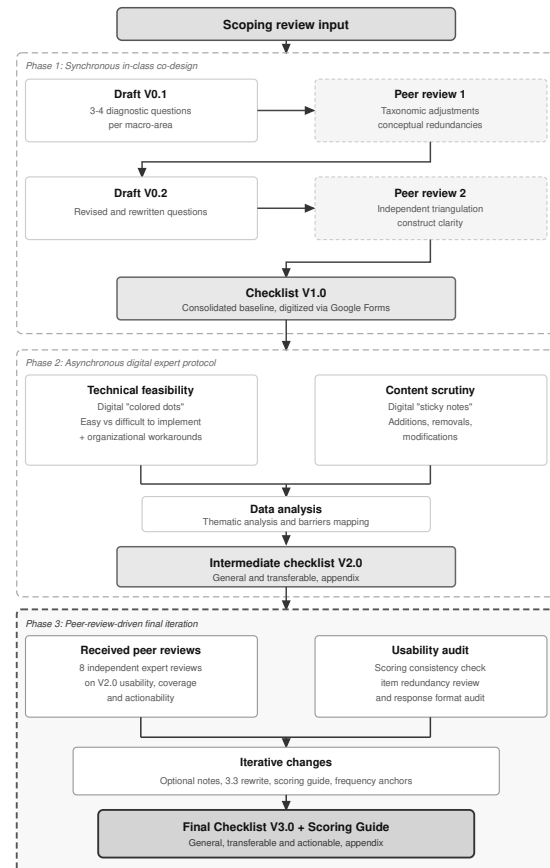 Scoping review input
Phase 1: Synchronous in-class co-design
Draft V0.1
3-4 diagnostic questions
per macro-area
Peer review 1
Taxonomic adjustments
conceptual redundancies
Draft V0.2
Revised and rewritten questions
Peer review 2
Independent triangulation
construct clarity
Checklist V1.0
Consolidated baseline, digitized via Google Forms
Phase 2: Asynchronous digital expert protocol
Technical feasibility
Digital "colored dots"
Easy vs difficult to implement
+ organizational workarounds
Content scrutiny
Digital "sticky notes"
Additions, removals,
modifications
Data analysis
Thematic analysis and barriers mapping
Intermediate checklist V2.0
General and transferable, appendix
Phase 3: Peer-review-driven final iteration
Received peer reviews
8 independent expert reviews
on V2.0 usability, coverage
and actionability
Usability audit
Scoring consistency check
item redundancy review
and response format audit
Iterative changes
Optional notes, 3.3 rewrite, scoring guide, frequency anchors
Final Checklist V3.0 + Scoring Guide
General, transferable and actionable, appendix